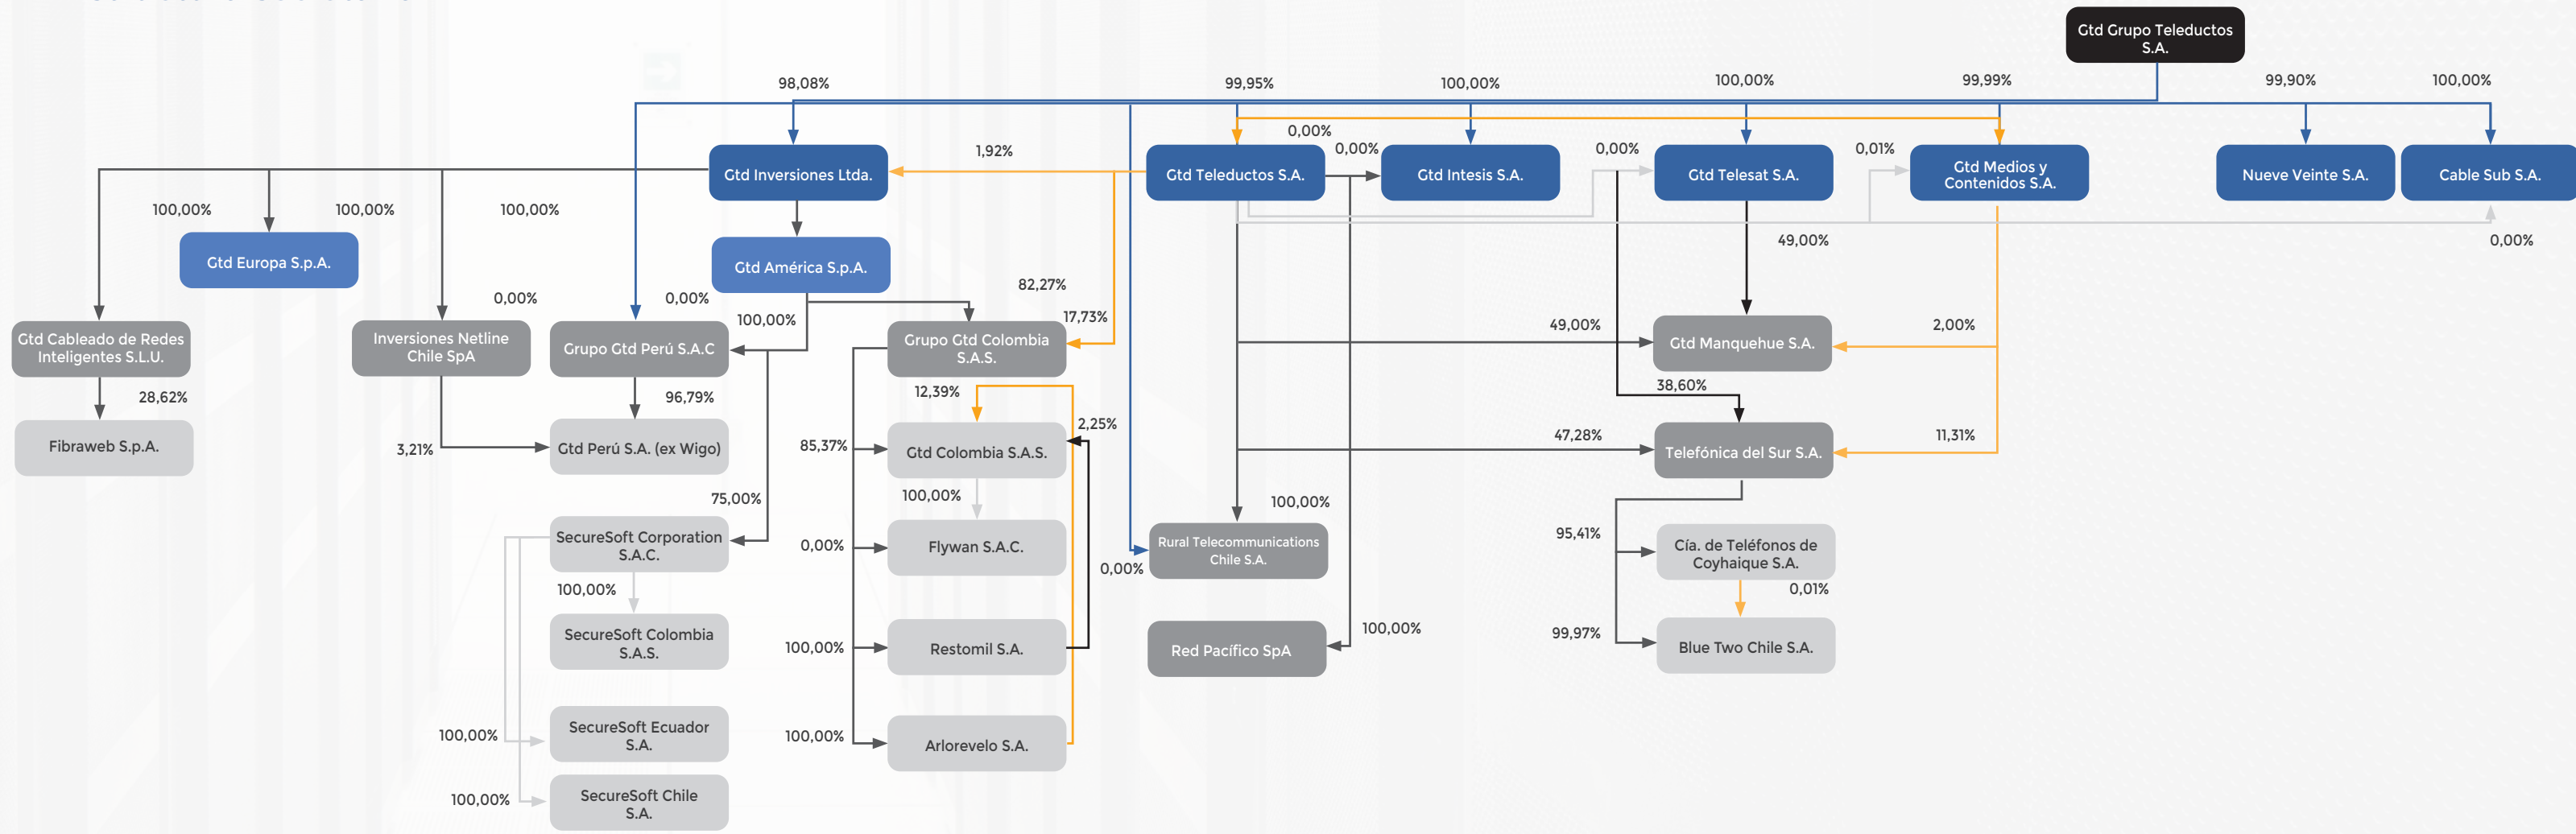 Gtd Grupo Teleductos
S.A.
98,08%
99,95%
100,00%
100,00%
99,99%
99,90%
100,00%
0,00%
0,00%
1,92%
0,00%
0,01%
Gtd Inversiones Ltda.
Gtd Teleductos S.A.
Gtd Intesis S.A.
Gtd Telesat S.A.
Gtd Medios y
Contenidos S.A.
Nueve Veinte S.A.
Cable Sub S.A.
100,00%
100,00%
100,00%
49,00%
0,00%
Gtd Europa S.p.A.
Gtd América S.p.A.
82,27%
0,00%
0,00%
100,00%
17,73%
49,00%
2,00%
Gtd Cableado de Redes
Inteligentes S.L.U.
Inversiones Netline
Chile SpA
Grupo Gtd Perú S.A.C
Grupo Gtd Colombia
S.A.S.
Gtd Manquehue S.A.
28,62%
96,79%
12,39%
38,60%
2,25%
Fibraweb S.p.A.
3,21%
Gtd Perú S.A. (ex Wigo)
85,37%
Gtd Colombia S.A.S.
47,28%
Telefónica del Sur S.A.
11,31%
75,00%
100,00%
100,00%
SecureSoft Corporation
S.A.C.
0,00%
Flywan S.A.C.
0,00%
Rural Telecommunications
Chile S.A.
95,41%
Cía. de Teléfonos de
Coyhaique S.A.
100,00%
0,01%
SecureSoft Colombia
S.A.S.
100,00%
Restomil S.A.
Red Pacífico SpA
100,00%
99,97%
Blue Two Chile S.A.
100,00%
SecureSoft Ecuador
S.A.
100,00%
Arlorevelo S.A.
100,00%
SecureSoft Chile
S.A.